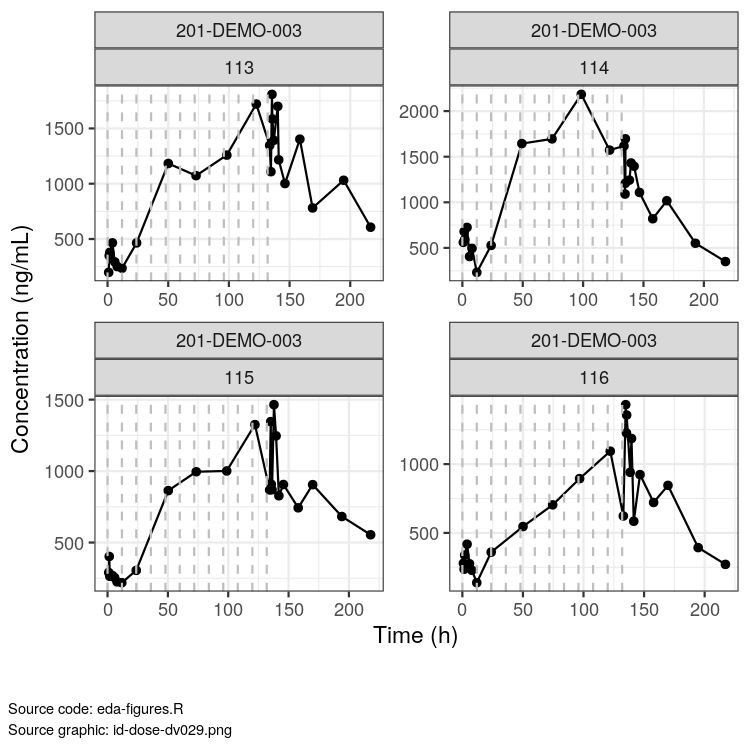 201-DEMO-003
201-DEMO-003
113
114
1500
1000
500
2000
1500
1000
500
0 50 100 150 200
0 50 100 150 200
Concentration (ng/mL)
201-DEMO-003
201-DEMO-003
115
116
1500
1000
500
1000
500
0 50 100 150 200
0 50 100 150 200
Time (h)
Source code: eda-figures.R
Source graphic: id-dose-dv029.png